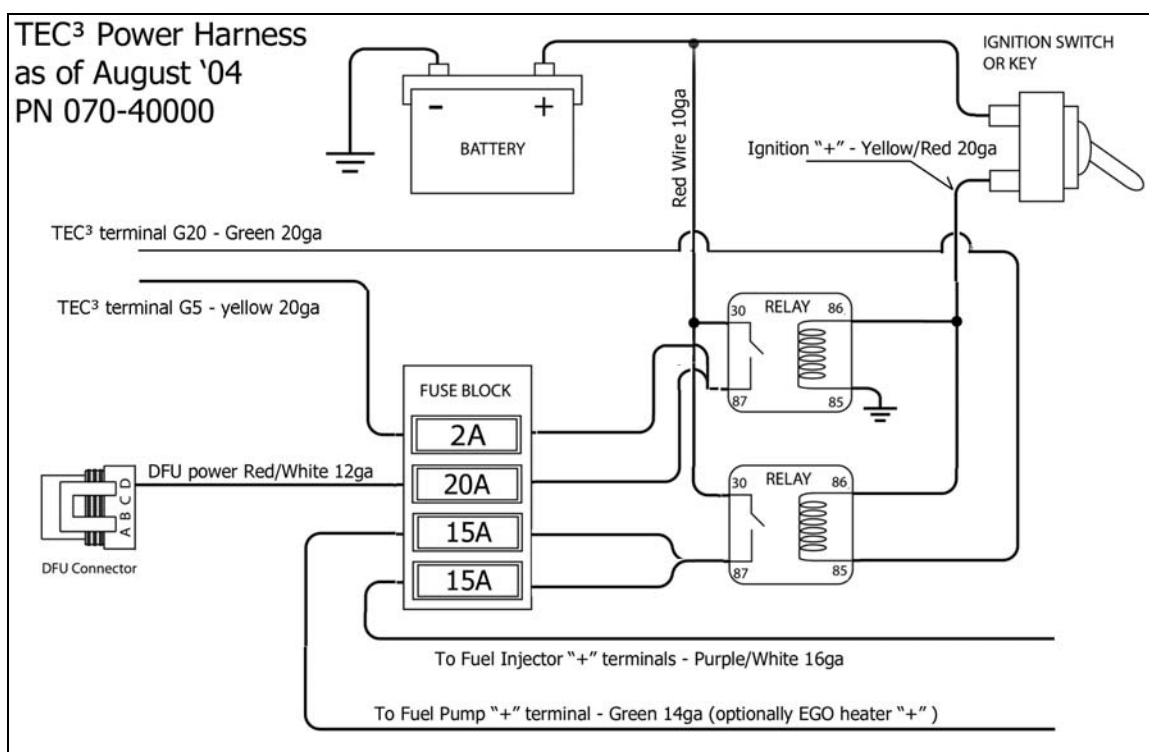 TEC³ Power Harness
as of August ‘04
PN 070-40000
- +
BATTERY
IGNITION SWITCH
OR KEY
Red Wire 10ga
Ignition “+” - Yellow/Red 20ga
TEC³ terminal G20 - Green 20ga
TEC³ terminal G5 - yellow 20ga
30 RELAY 86
87 85
FUSE BLOCK
2A
20A
15A
15A
DFU power Red/White 12ga
A B C D
DFU Connector
30 RELAY 86
87 85
To Fuel Injector “+” terminals - Purple/White 16ga
To Fuel Pump “+” terminal - Green 14ga (optionally EGO heater “+” )